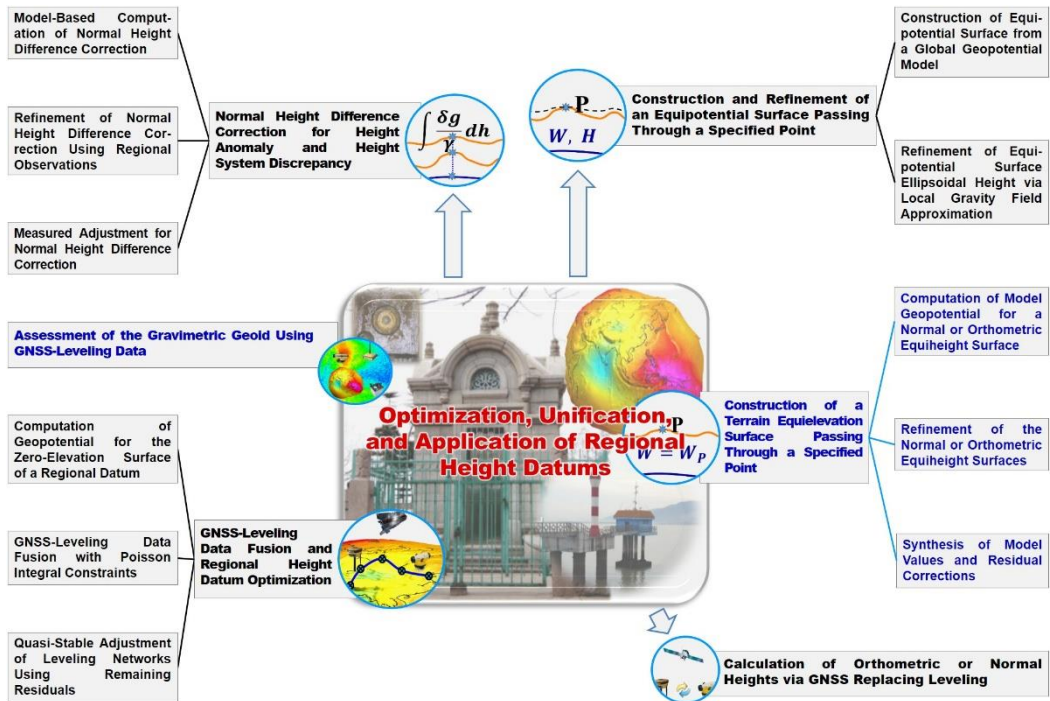 Model-Based Comput-
ation of Normal Height
Difference Correction
Refinement of Normal
Height Difference Cor-
rection Using Regional
Observations
Measured Adjustment for
Normal Height Difference
Correction
Normal Height Difference
Correction for Height
Anomaly and Height
System Discrepancy
∫ δg/γ dh
P
W, H
Construction and Refinement of
an Equipotential Surface Passing
Through a Specified Point
Construction of Equi-
potential Surface from
a Global Geopotential
Model
Refinement of Equi-
potential Surface
Ellipsoidal Height via
Local Gravity Field
Approximation
Assessment of the Gravimetric Geoid Using
GNSS-Leveling Data
Optimization, Unification,
and Application of Regional
Height Datums
P
W = W_P
Construction of a
Terrain Equielevation
Surface Passing
Through a Specified
Point
Computation of Model
Geopotential for a
Normal or Orthometric
Equiheight Surface
Refinement of the
Normal or Orthometric
Equiheight Surfaces
Synthesis of Model
Values and Residual
Corrections
Computation of
Geopotential for the
Zero-Elevation Surface
of a Regional Datum
GNSS-Leveling Data
Fusion with Poisson
Integral Constraints
Quasi-Stable Adjustment
of Leveling Networks
Using Remaining
Residuals
GNSS-Leveling
Data Fusion and
Regional Height
Datum Optimization
Calculation of Orthometric or Normal
Heights via GNSS Replacing Leveling